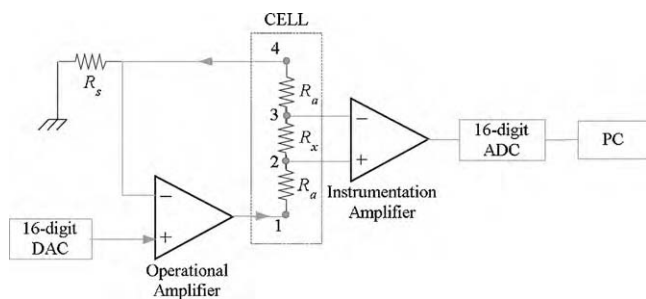 CELL
4
R_s
R_a
3
R_x
2
R_a
1
−
+
Instrumentation
Amplifier
16-digit
ADC
PC
−
+
16-digit
DAC
Operational
Amplifier